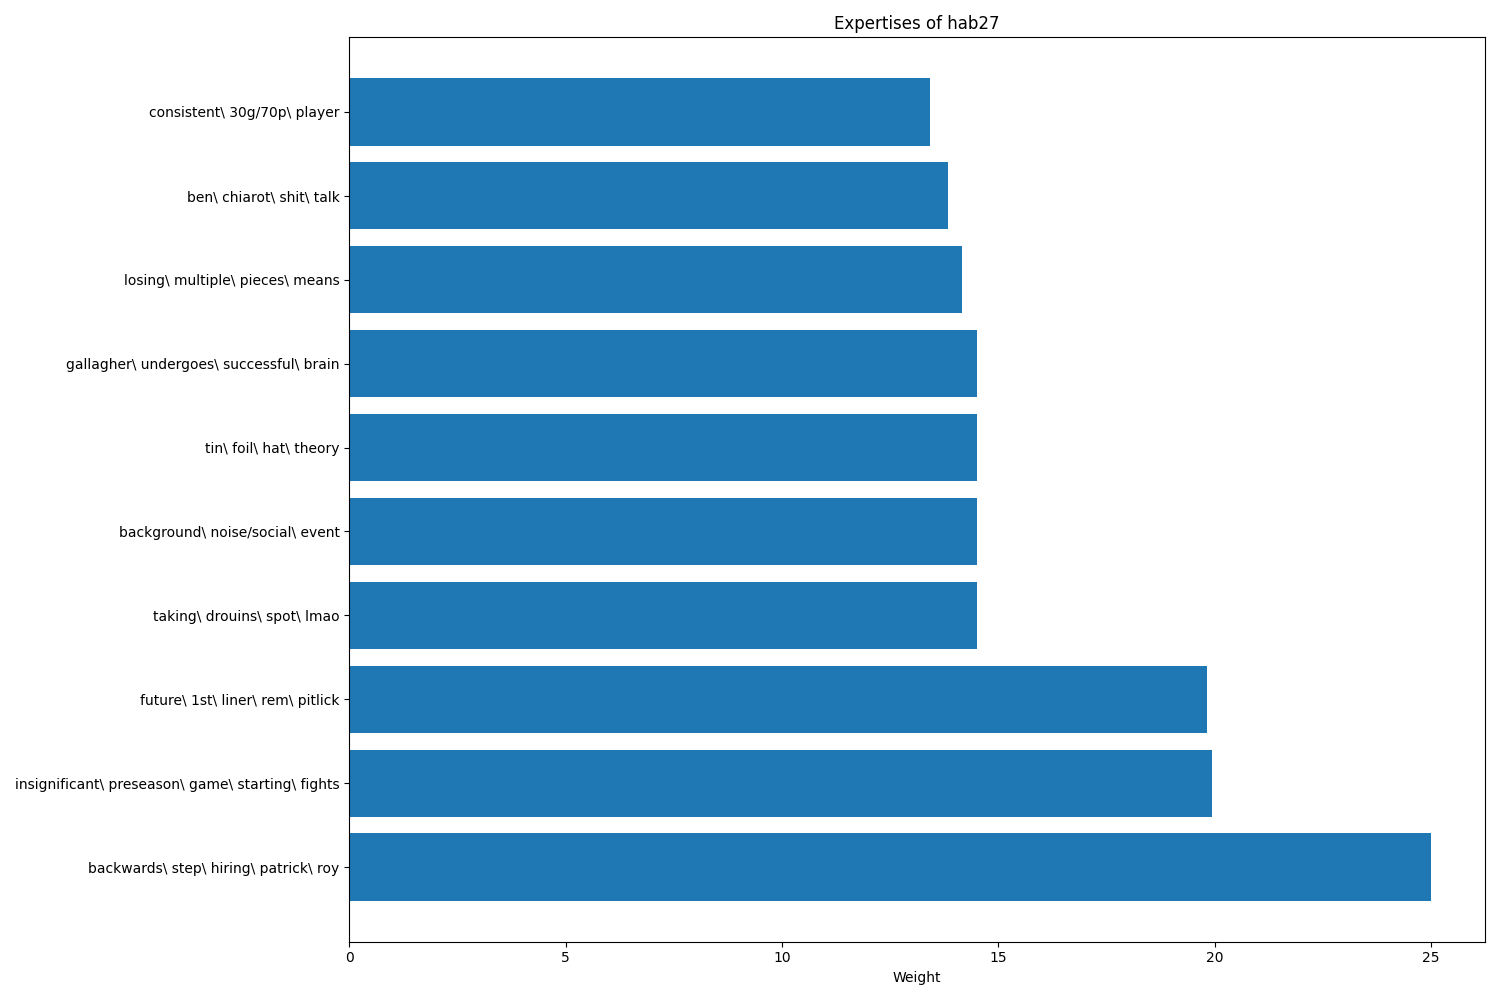 Expertises of hab27
consistent\ 30g/70p\ player
ben\ chiarot\ shit\ talk
losing\ multiple\ pieces\ means
gallagher\ undergoes\ successful\ brain
tin\ foil\ hat\ theory
background\ noise/social\ event
taking\ drouins\ spot\ lmao
future\ 1st\ liner\ rem\ pitlick
insignificant\ preseason\ game\ starting\ fights
backwards\ step\ hiring\ patrick\ roy
0 5 10 15 20 25
Weight